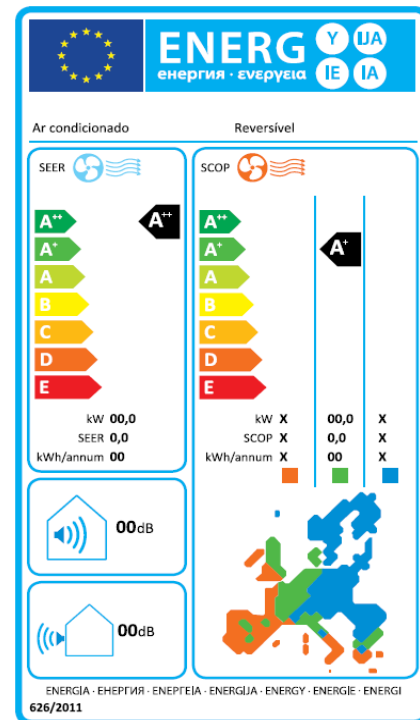 ENERG Y IJA
енергия · ενεργεια IE IA
Ar condicionado Reversível
SEER
A++
A+
A
B
C
D
E
A++
kW 00,0
SEER 0,0
kWh/annum 00
SCOP
A++
A+
A
B
C
D
E
A+
kW X 00,0 X
SCOP X 0,0 X
kWh/annum X 00 X
00dB
00dB
ENERGIA · ЕНЕРГИЯ · ΕΝΕΡΓΕΙΑ · ENERĢIJA · ENERGY · ENERGIE · ENERGI
626/2011